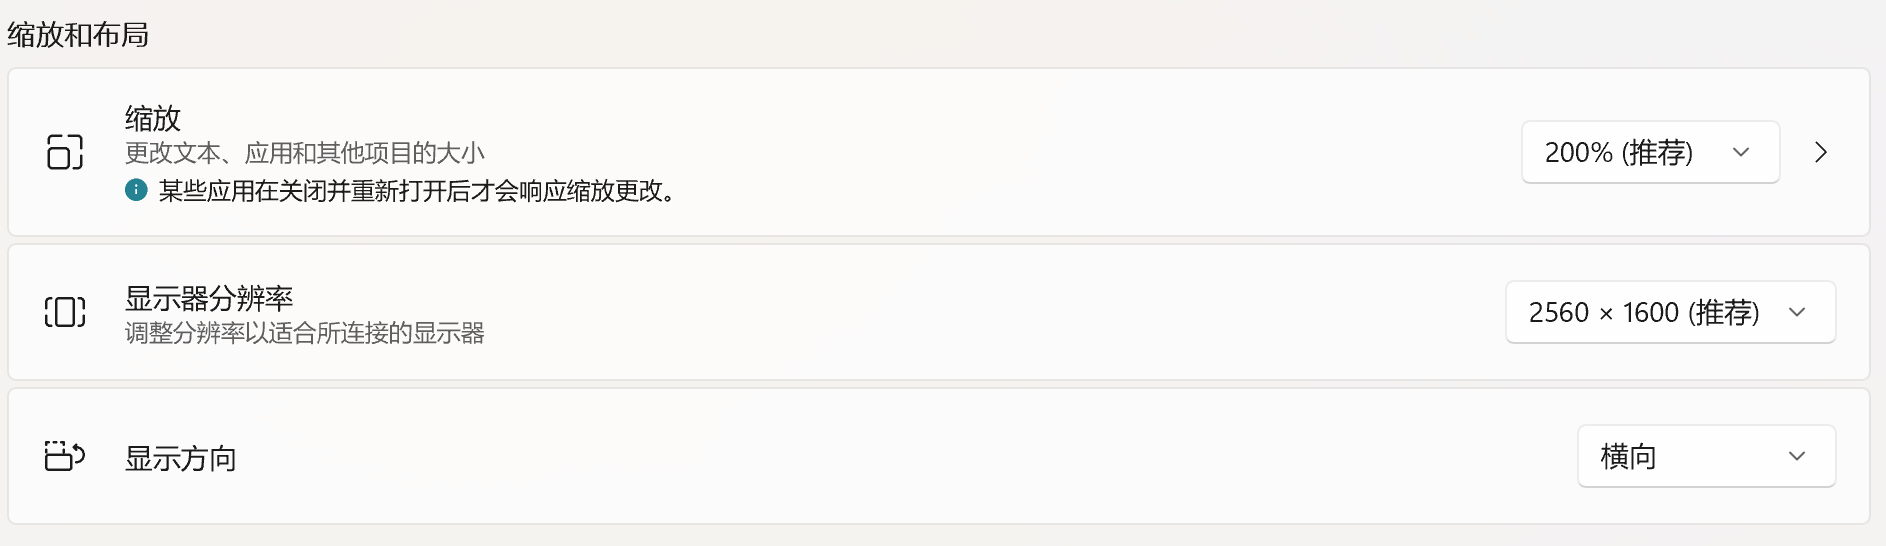 缩放和布局
缩放
更改文本、应用和其他项目的大小
某些应用在关闭并重新打开后才会响应缩放更改。
200% (推荐)
显示器分辨率
调整分辨率以适合所连接的显示器
2560 × 1600 (推荐)
显示方向
横向